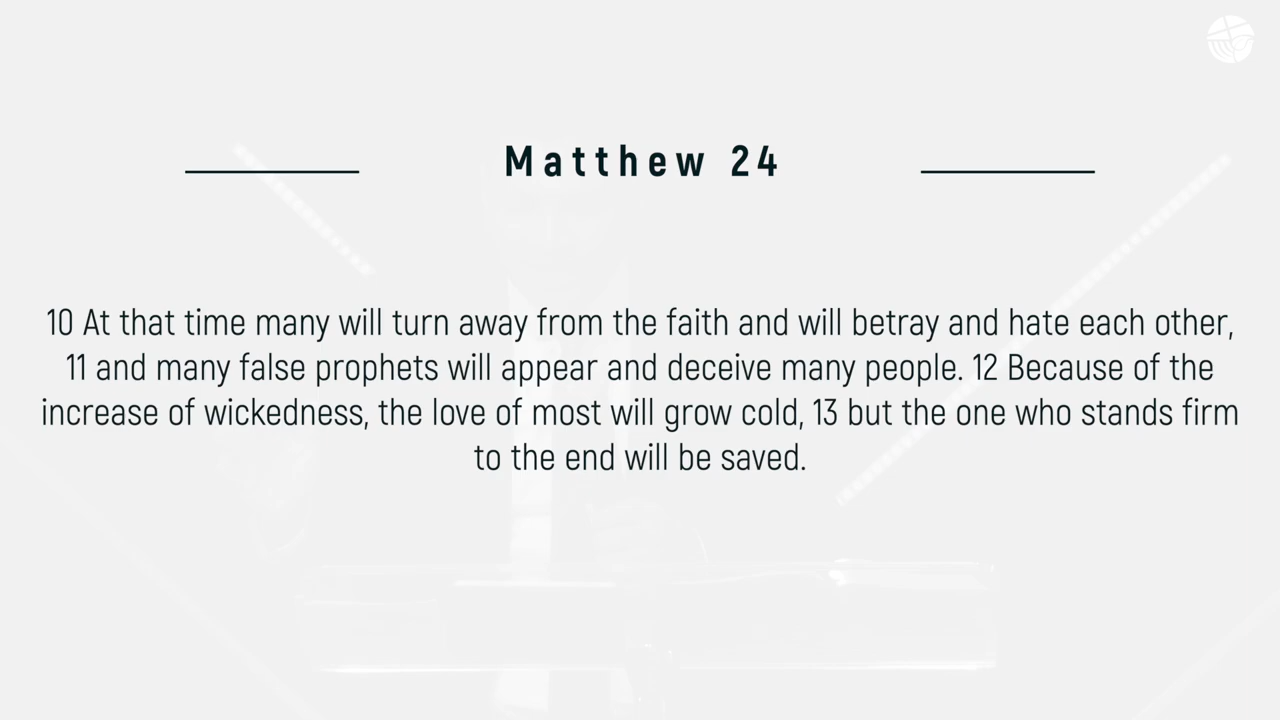 Matthew 24
10 At that time many will turn away from the faith and will betray and hate each other,
11 and many false prophets will appear and deceive many people. 12 Because of the
increase of wickedness, the love of most will grow cold, 13 but the one who stands firm
to the end will be saved.